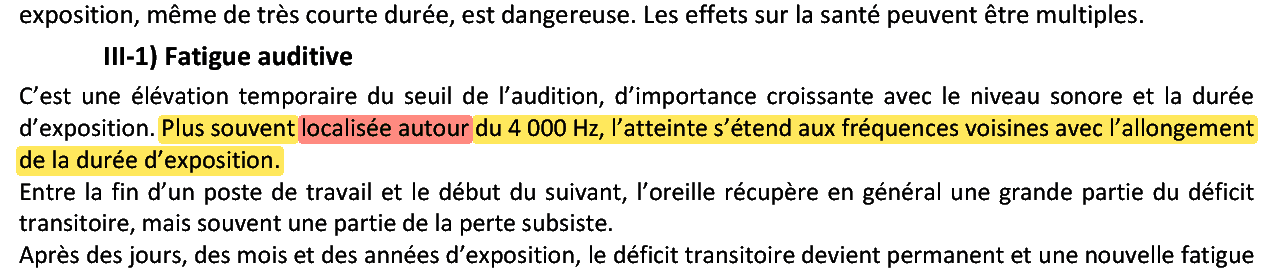 exposition, même de très courte durée, est dangereuse. Les effets sur la santé peuvent être multiples.
III-1) Fatigue auditive
C’est une élévation temporaire du seuil de l’audition, d’importance croissante avec le niveau sonore et la durée
d’exposition. Plus souvent localisée autour du 4 000 Hz, l’atteinte s’étend aux fréquences voisines avec l’allongement
de la durée d’exposition.
Entre la fin d’un poste de travail et le début du suivant, l’oreille récupère en général une grande partie du déficit
transitoire, mais souvent une partie de la perte subsiste.
Après des jours, des mois et des années d’exposition, le déficit transitoire devient permanent et une nouvelle fatigue